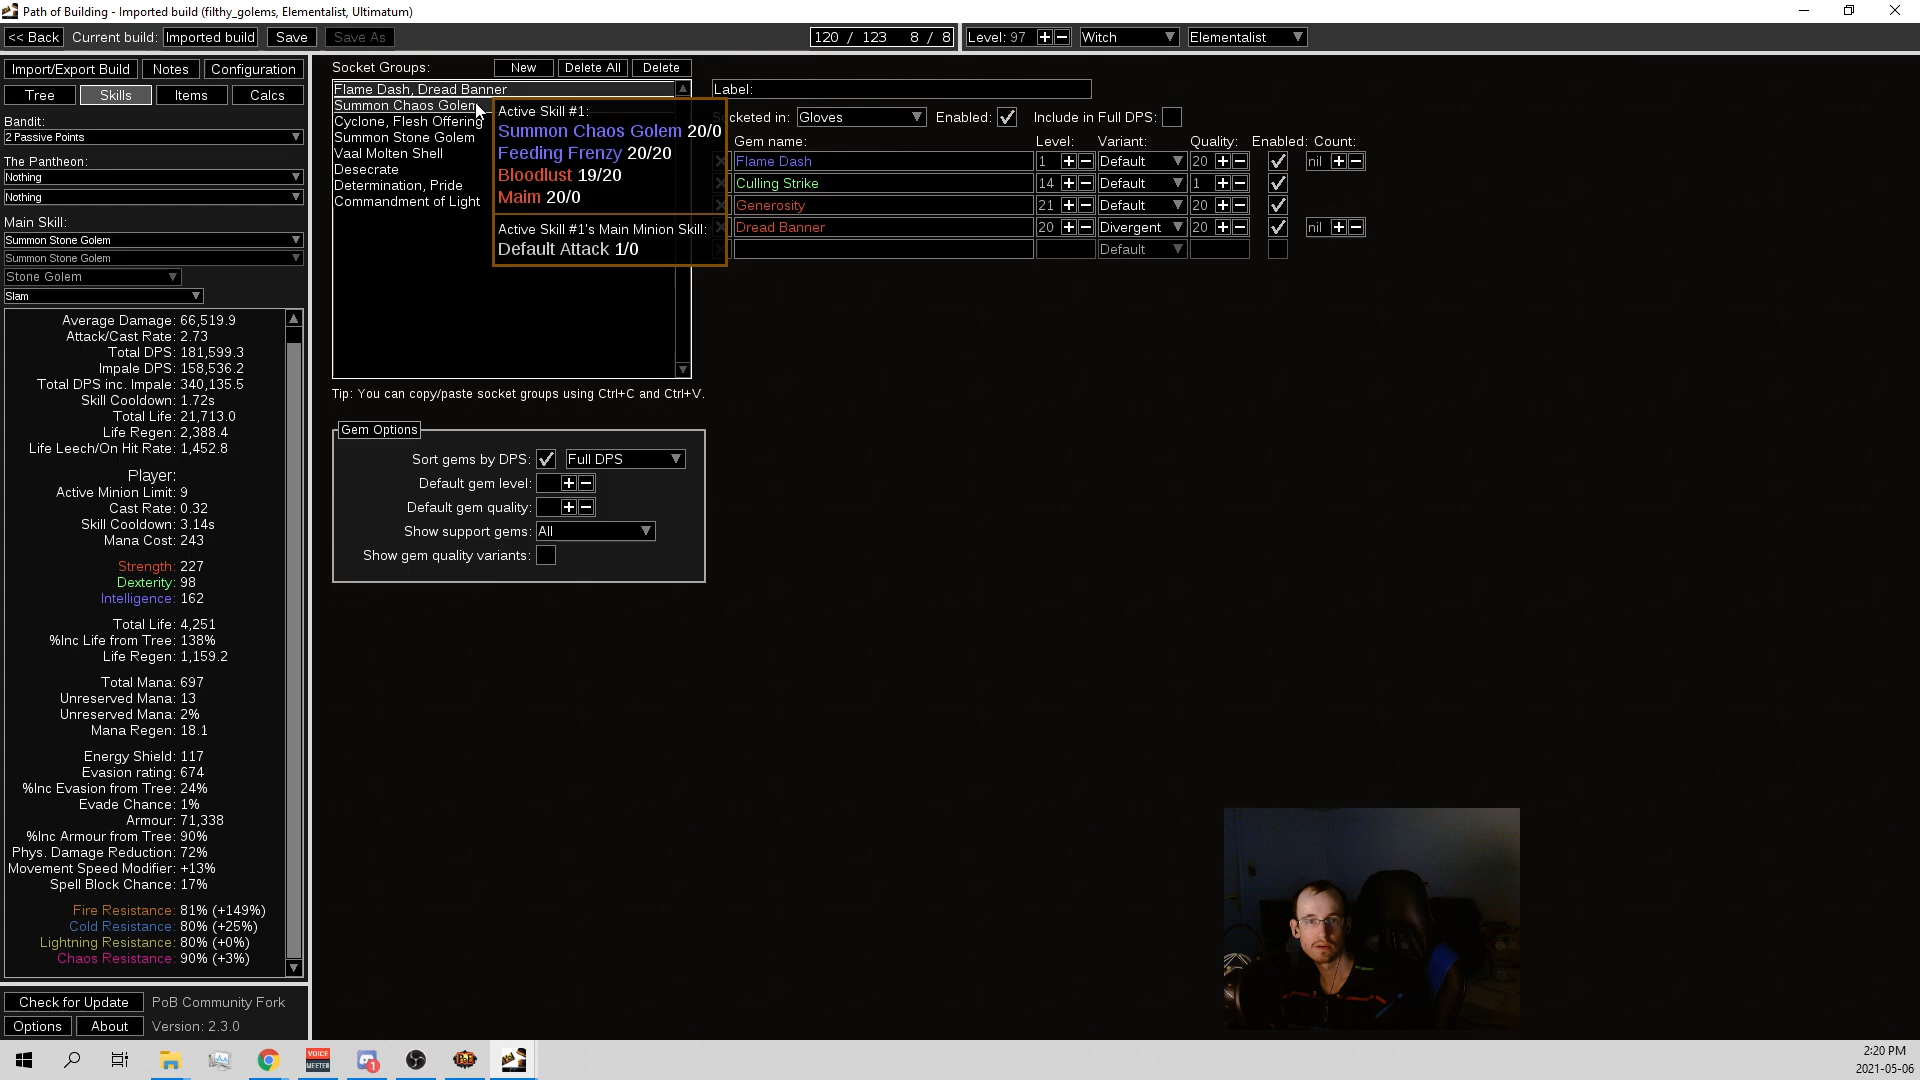 Path of Building - Imported build (filthy_golems, Elementalist, Ultimatum)
<< Back Current build: Imported build Save Save As 120 / 123 8 / 8 Level: 97 Witch Elementalist
Import/Export Build Notes Configuration
Tree Skills Items Calcs
Bandit:
2 Passive Points
The Pantheon:
Nothing
Nothing
Main Skill:
Summon Stone Golem
Summon Stone Golem
Stone Golem
Slam
Average Damage: 66,519.9
Attack/Cast Rate: 2.73
Total DPS: 181,599.3
Impale DPS: 158,536.2
Total DPS inc. Impale: 340,135.5
Skill Cooldown: 1.72s
Total Life: 21,713.0
Life Regen: 2,388.4
Life Leech/On Hit Rate: 1,452.8
Player:
Active Minion Limit: 9
Cast Rate: 0.32
Skill Cooldown: 3.14s
Mana Cost: 243
Strength: 227
Dexterity: 98
Intelligence: 162
Total Life: 4,251
%Inc Life from Tree: 138%
Life Regen: 1,159.2
Total Mana: 697
Unreserved Mana: 13
Unreserved Mana: 2%
Mana Regen: 18.1
Energy Shield: 117
Evasion rating: 674
%Inc Evasion from Tree: 24%
Evade Chance: 1%
Armour: 71,338
%Inc Armour from Tree: 90%
Phys. Damage Reduction: 72%
Movement Speed Modifier: +13%
Spell Block Chance: 17%
Fire Resistance: 81% (+149%)
Cold Resistance: 80% (+25%)
Lightning Resistance: 80% (+0%)
Chaos Resistance: 90% (+3%)
Check for Update PoB Community Fork
Options About Version: 2.3.0
Socket Groups: New Delete All Delete
Flame Dash, Dread Banner
Summon Chaos Golem
Cyclone, Flesh Offering
Summon Stone Golem
Vaal Molten Shell
Desecrate
Determination, Pride
Commandment of Light
Active Skill #1:
Summon Chaos Golem 20/0
Feeding Frenzy 20/20
Bloodlust 19/20
Maim 20/0
Active Skill #1's Main Minion Skill:
Default Attack 1/0
Tip: You can copy/paste socket groups using Ctrl+C and Ctrl+V.
Gem Options
Sort gems by DPS: Full DPS
Default gem level:
Default gem quality:
Show support gems: All
Show gem quality variants:
Label:
cketed in: Gloves Enabled: Include in Full DPS:
Gem name: Level: Variant: Quality: Enabled: Count:
Flame Dash 1 Default 20 nil
Culling Strike 14 Default 1
Generosity 21 Default 20
Dread Banner 20 Divergent 20 nil
Default
VOICE
MEETER
1
PoE
2:20 PM
2021-05-06